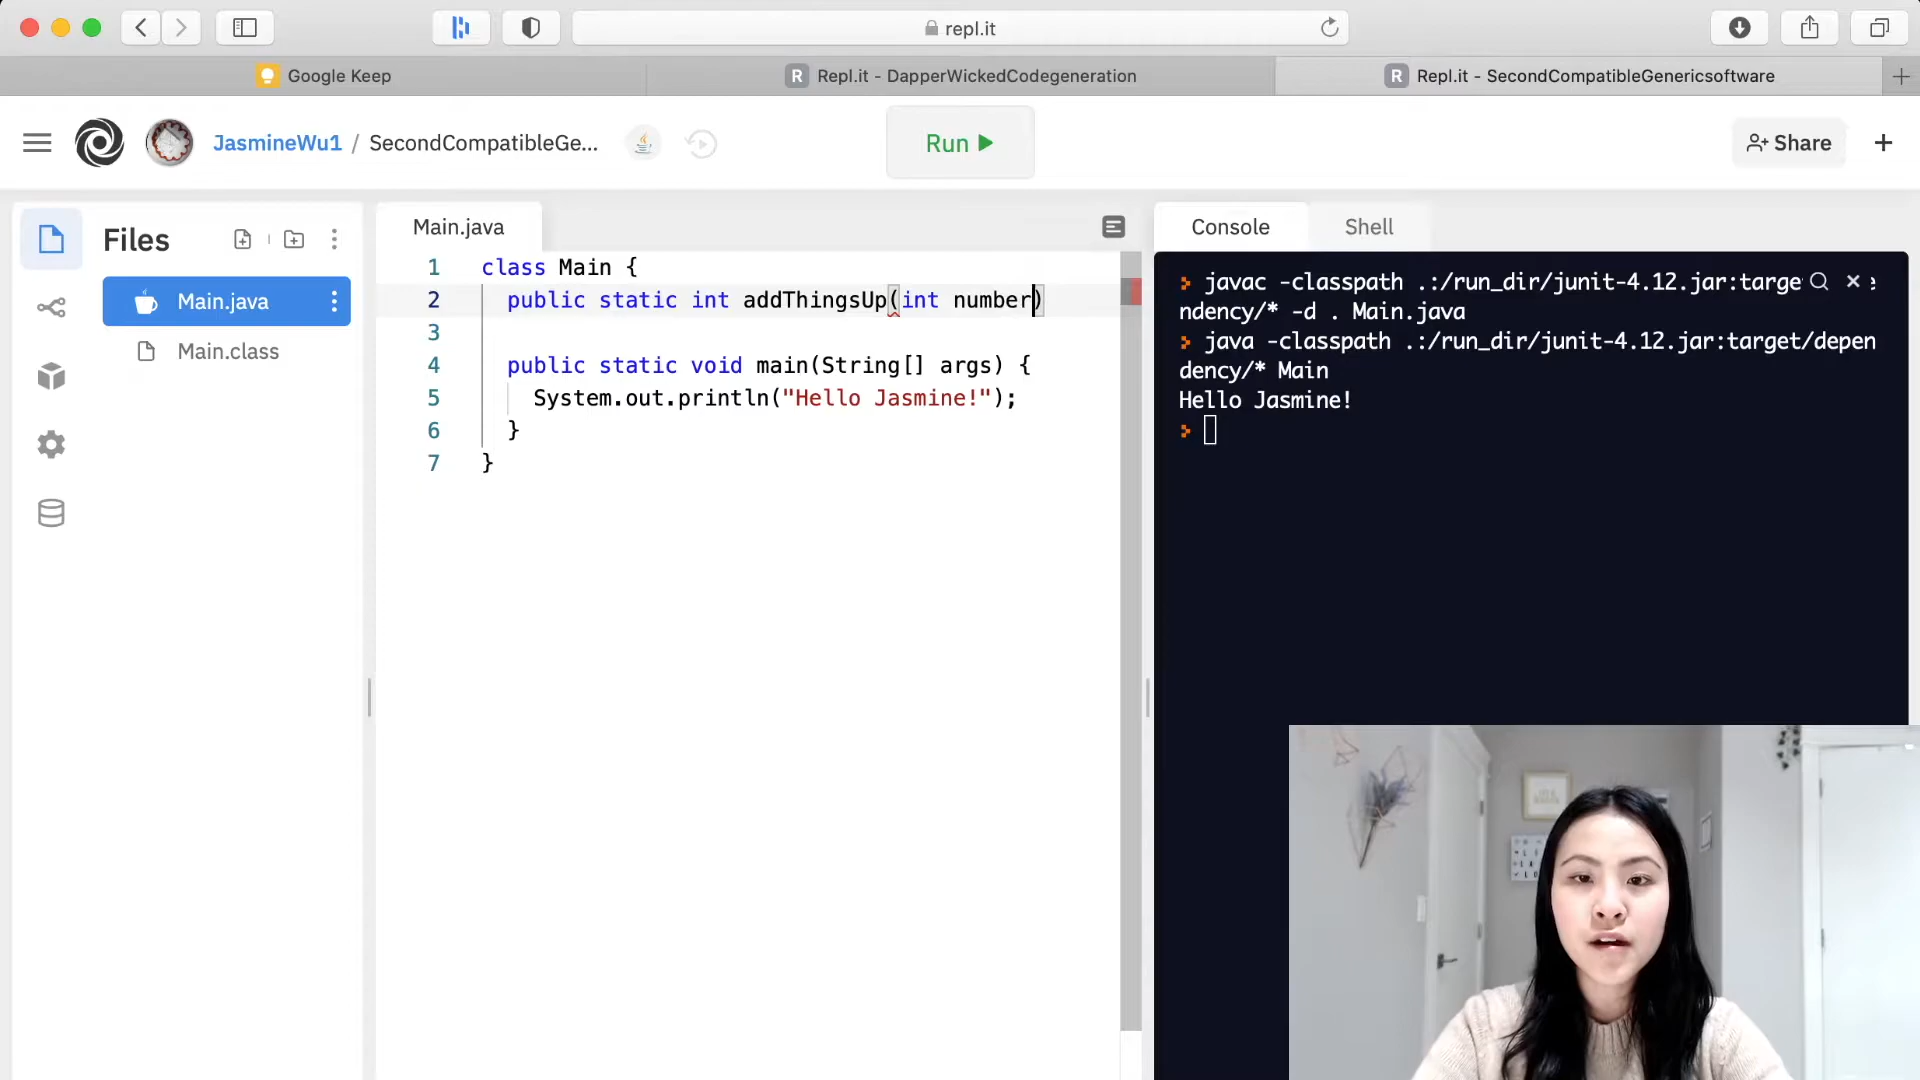 repl.it
Google Keep
R Repl.it - DapperWickedCodegeneration
R Repl.it - SecondCompatibleGenericsoftware
JasmineWu1 / SecondCompatibleGe...
Run
Share
Files
Main.java
Main.class
Main.java
1 class Main {
2 public static int addThingsUp(int number)
3
4 public static void main(String[] args) {
5 System.out.println("Hello Jasmine!");
6 }
7 }
Console
Shell
javac -classpath .:/run_dir/junit-4.12.jar:targe
ndency/* -d . Main.java
java -classpath .:/run_dir/junit-4.12.jar:target/depen
dency/* Main
Hello Jasmine!